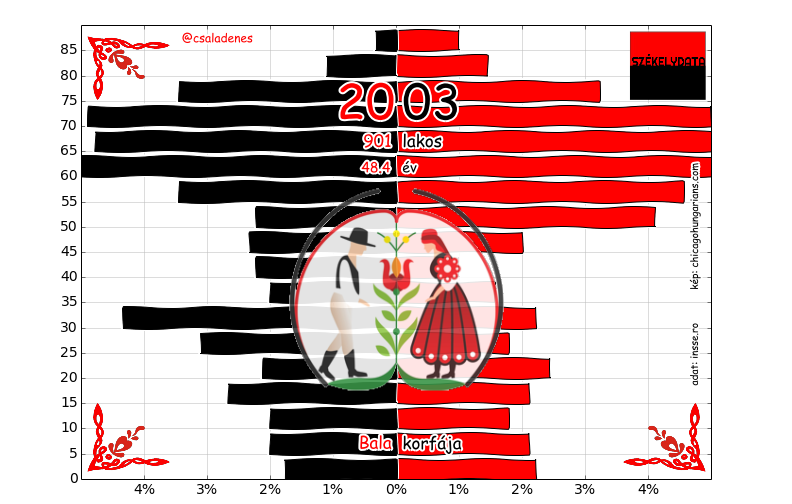 @csaladenes
SZÉKELYDATA
2003
901 lakos
48.4 év
kép: chicagohungarians.com
adat: insse.ro
Bala korfája
85
80
75
70
65
60
55
50
45
40
35
30
25
20
15
10
5
0
4% 3% 2% 1% 0% 1% 2% 3% 4%